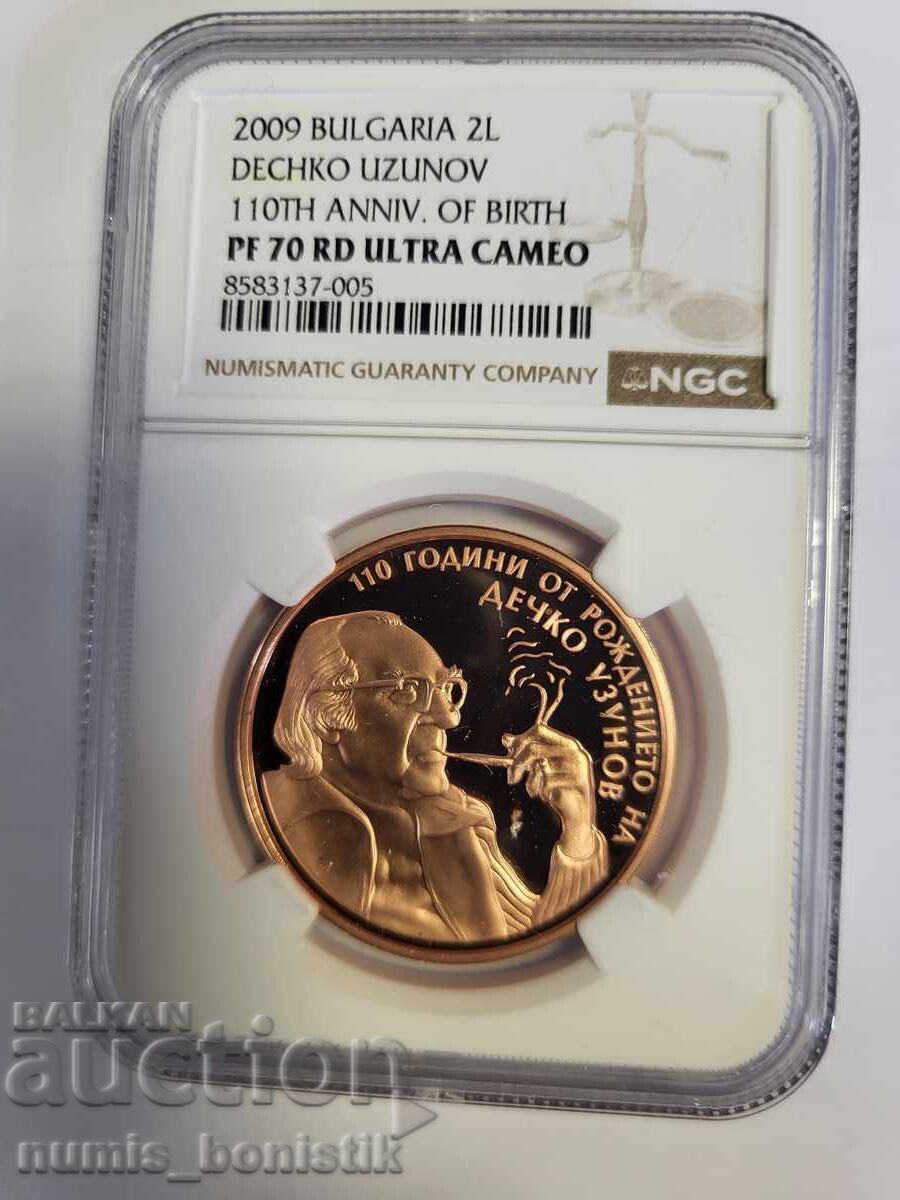 2009 BULGARIA 2L
DECHKO UZUNOV
110TH ANNIV. OF BIRTH
PF 70 RD ULTRA CAMEO
8583137-005
NUMISMATIC GUARANTY COMPANY
NGC
110 ГОДИНИ ОТ РОЖДЕНИЕТО НА
ДЕЧКО УЗУНОВ
BALKAN
auction
numis_bonistik